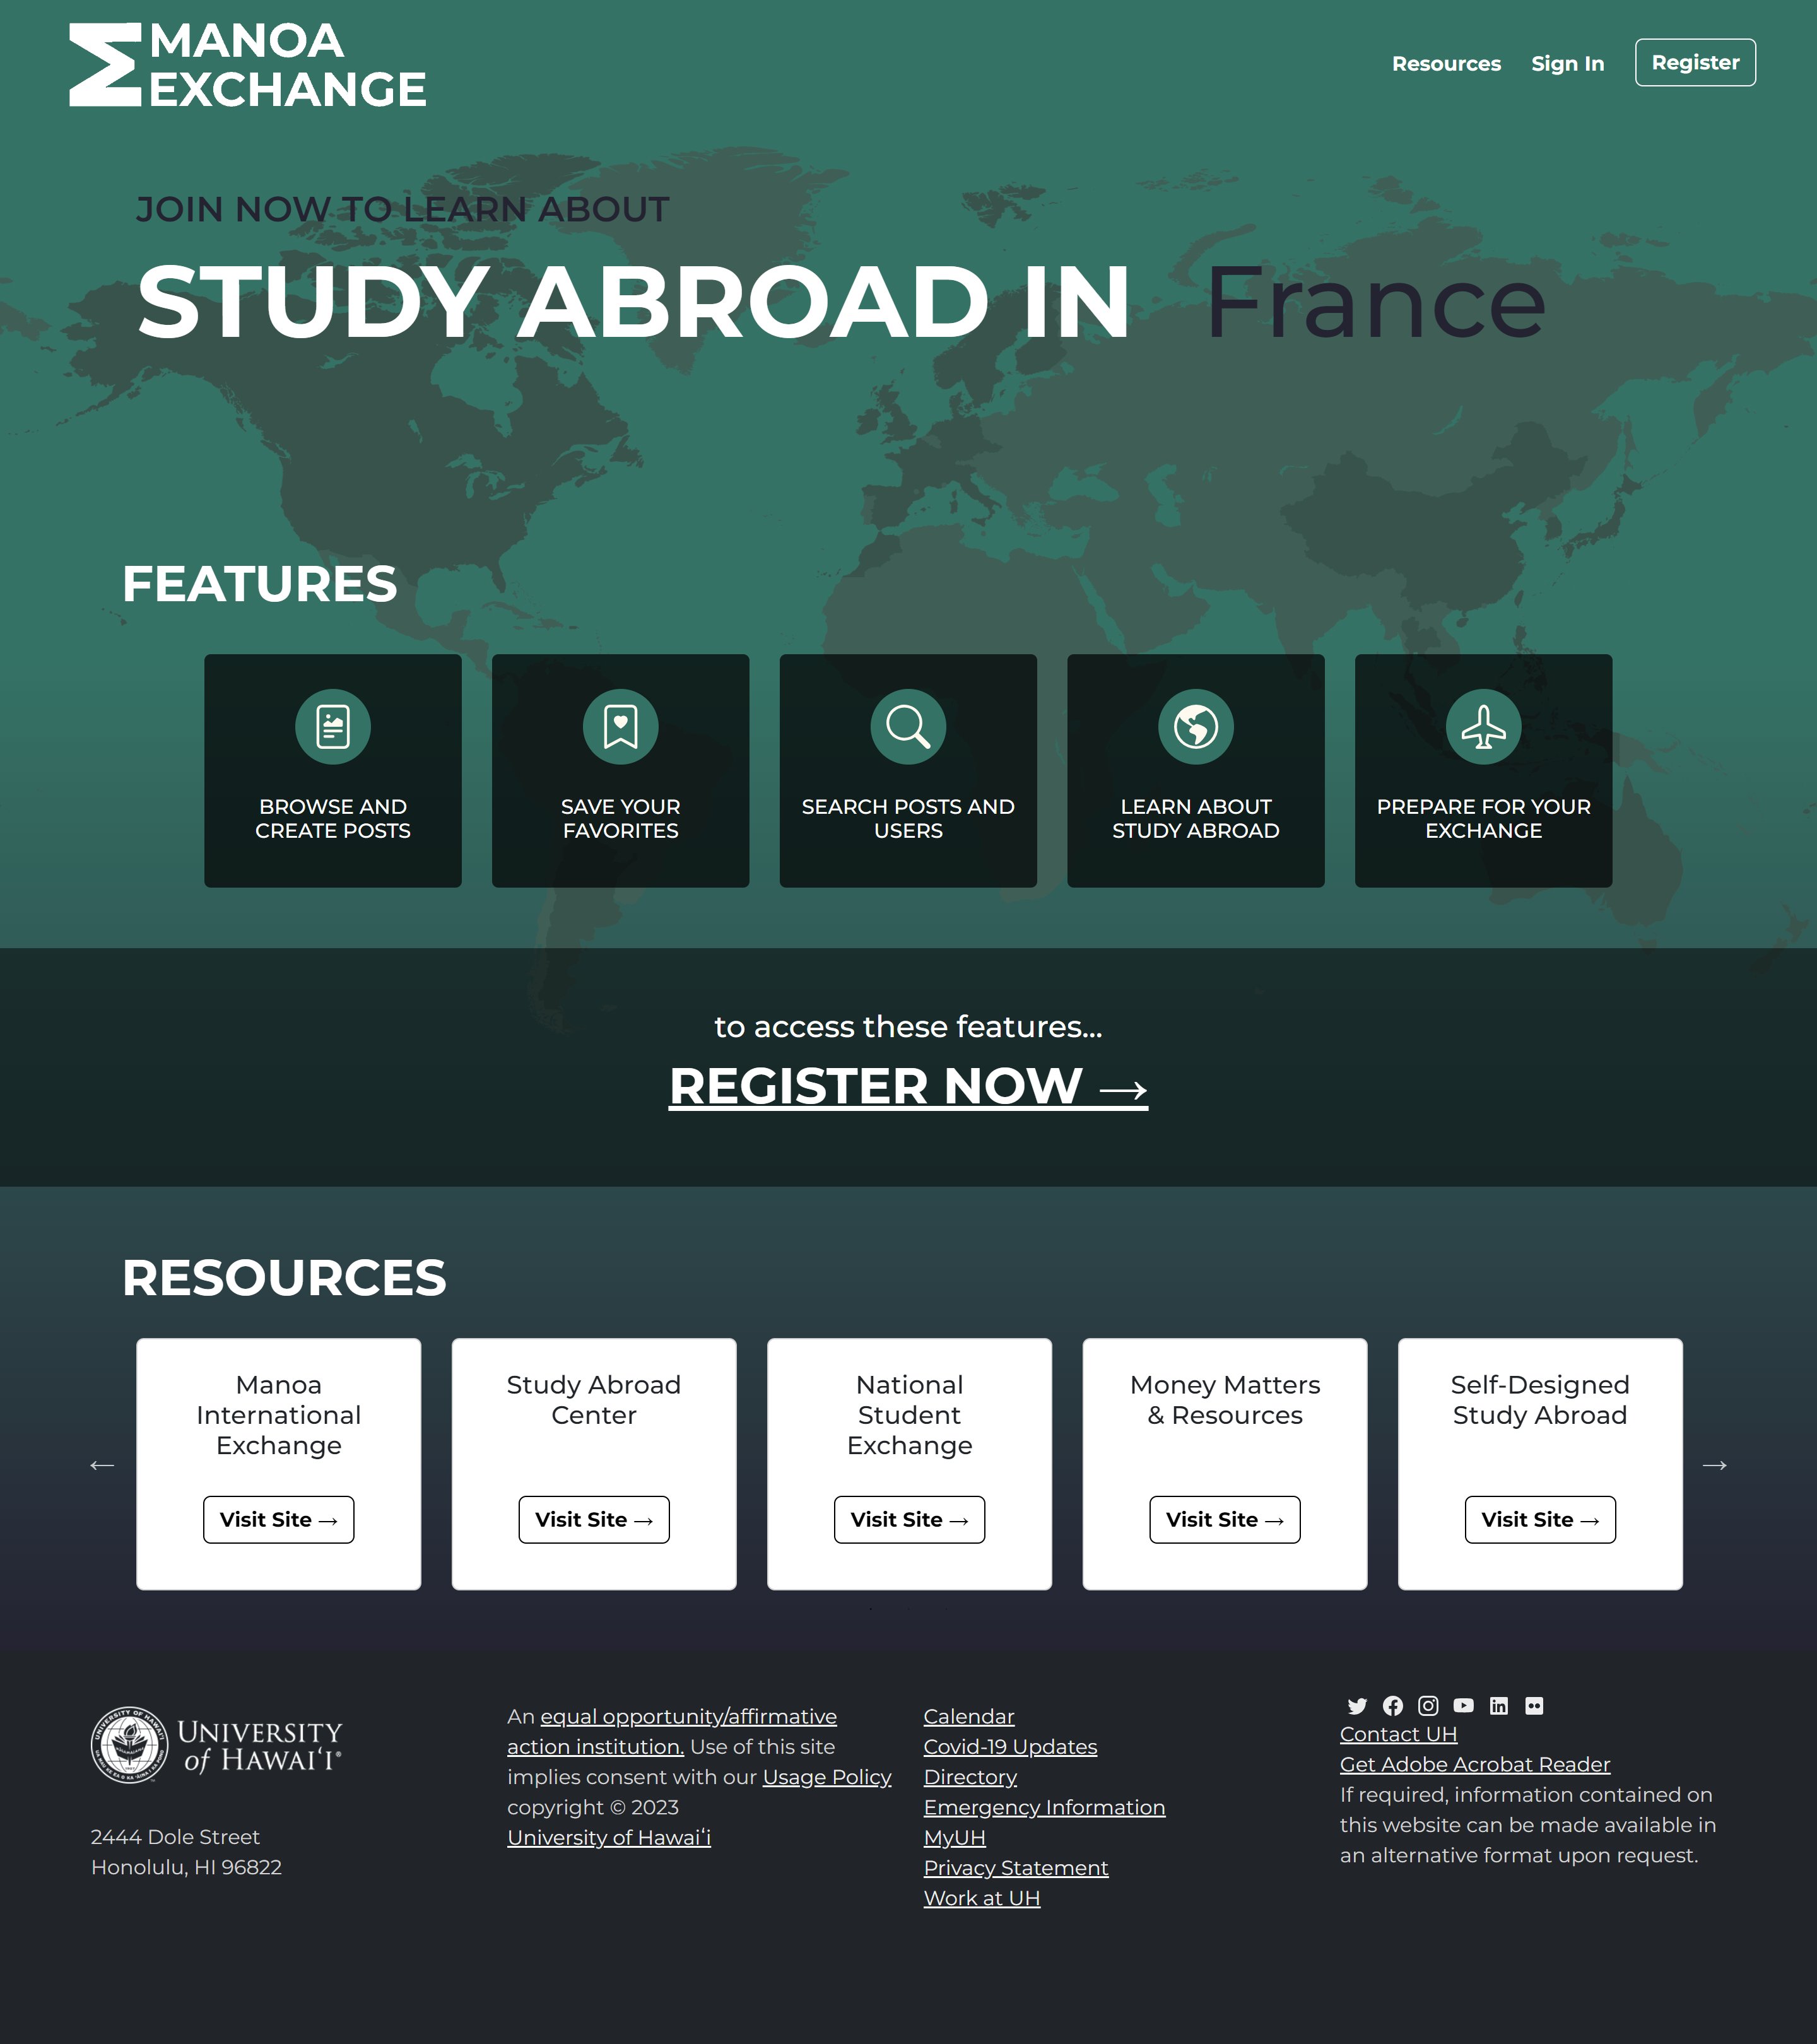 MANOA
EXCHANGE
Resources
Sign In
Register
JOIN NOW TO LEARN ABOUT
STUDY ABROAD IN France
FEATURES
BROWSE AND
CREATE POSTS
SAVE YOUR
FAVORITES
SEARCH POSTS AND
USERS
LEARN ABOUT
STUDY ABROAD
PREPARE FOR YOUR
EXCHANGE
to access these features...
REGISTER NOW →
RESOURCES
←
Manoa
International
Exchange
Visit Site →
Study Abroad
Center
Visit Site →
National
Student
Exchange
Visit Site →
Money Matters
& Resources
Visit Site →
Self-Designed
Study Abroad
Visit Site →
→
UNIVERSITY OF HAWAI‘I
UNIVERSITY
of HAWAI‘I®
2444 Dole Street
Honolulu, HI 96822
An equal opportunity/affirmative
action institution. Use of this site
implies consent with our Usage Policy
copyright © 2023
University of Hawaiʻi
Calendar
Covid-19 Updates
Directory
Emergency Information
MyUH
Privacy Statement
Work at UH
Contact UH
Get Adobe Acrobat Reader
If required, information contained on
this website can be made available in
an alternative format upon request.